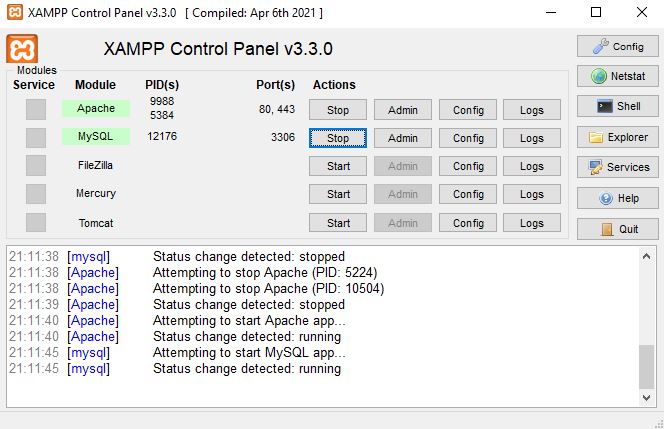 XAMPP Control Panel v3.3.0 [ Compiled: Apr 6th 2021 ]
XAMPP Control Panel v3.3.0
Config
Modules
Service Module PID(s) Port(s) Actions
Netstat
Apache 9988 5384 80, 443 Stop Admin Config Logs
Shell
MySQL 12176 3306 Stop Admin Config Logs
Explorer
FileZilla Start Admin Config Logs
Services
Mercury Start Admin Config Logs
Help
Tomcat Start Admin Config Logs
Quit
21:11:38 [mysql] Status change detected: stopped
21:11:38 [Apache] Attempting to stop Apache (PID: 5224)
21:11:38 [Apache] Attempting to stop Apache (PID: 10504)
21:11:39 [Apache] Status change detected: stopped
21:11:40 [Apache] Attempting to start Apache app...
21:11:40 [Apache] Status change detected: running
21:11:45 [mysql] Attempting to start MySQL app...
21:11:45 [mysql] Status change detected: running